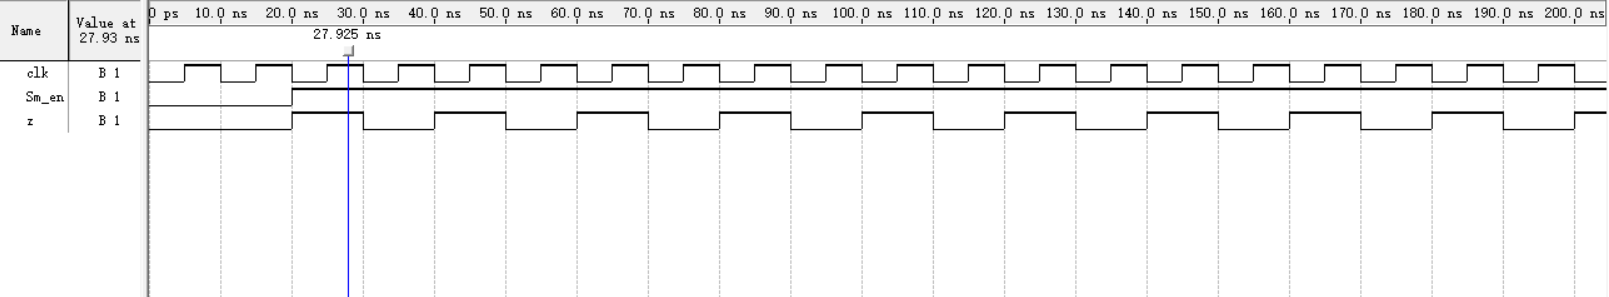 0 ps 10.0 ns 20.0 ns 30.0 ns 40.0 ns 50.0 ns 60.0 ns 70.0 ns 80.0 ns 90.0 ns 100.0 ns 110.0 ns 120.0 ns 130.0 ns 140.0 ns 150.0 ns 160.0 ns 170.0 ns 180.0 ns 190.0 ns 200.0 ns
Name
Value at
27.93 ns
27.925 ns
clk B 1
Sm_en B 1
z B 1